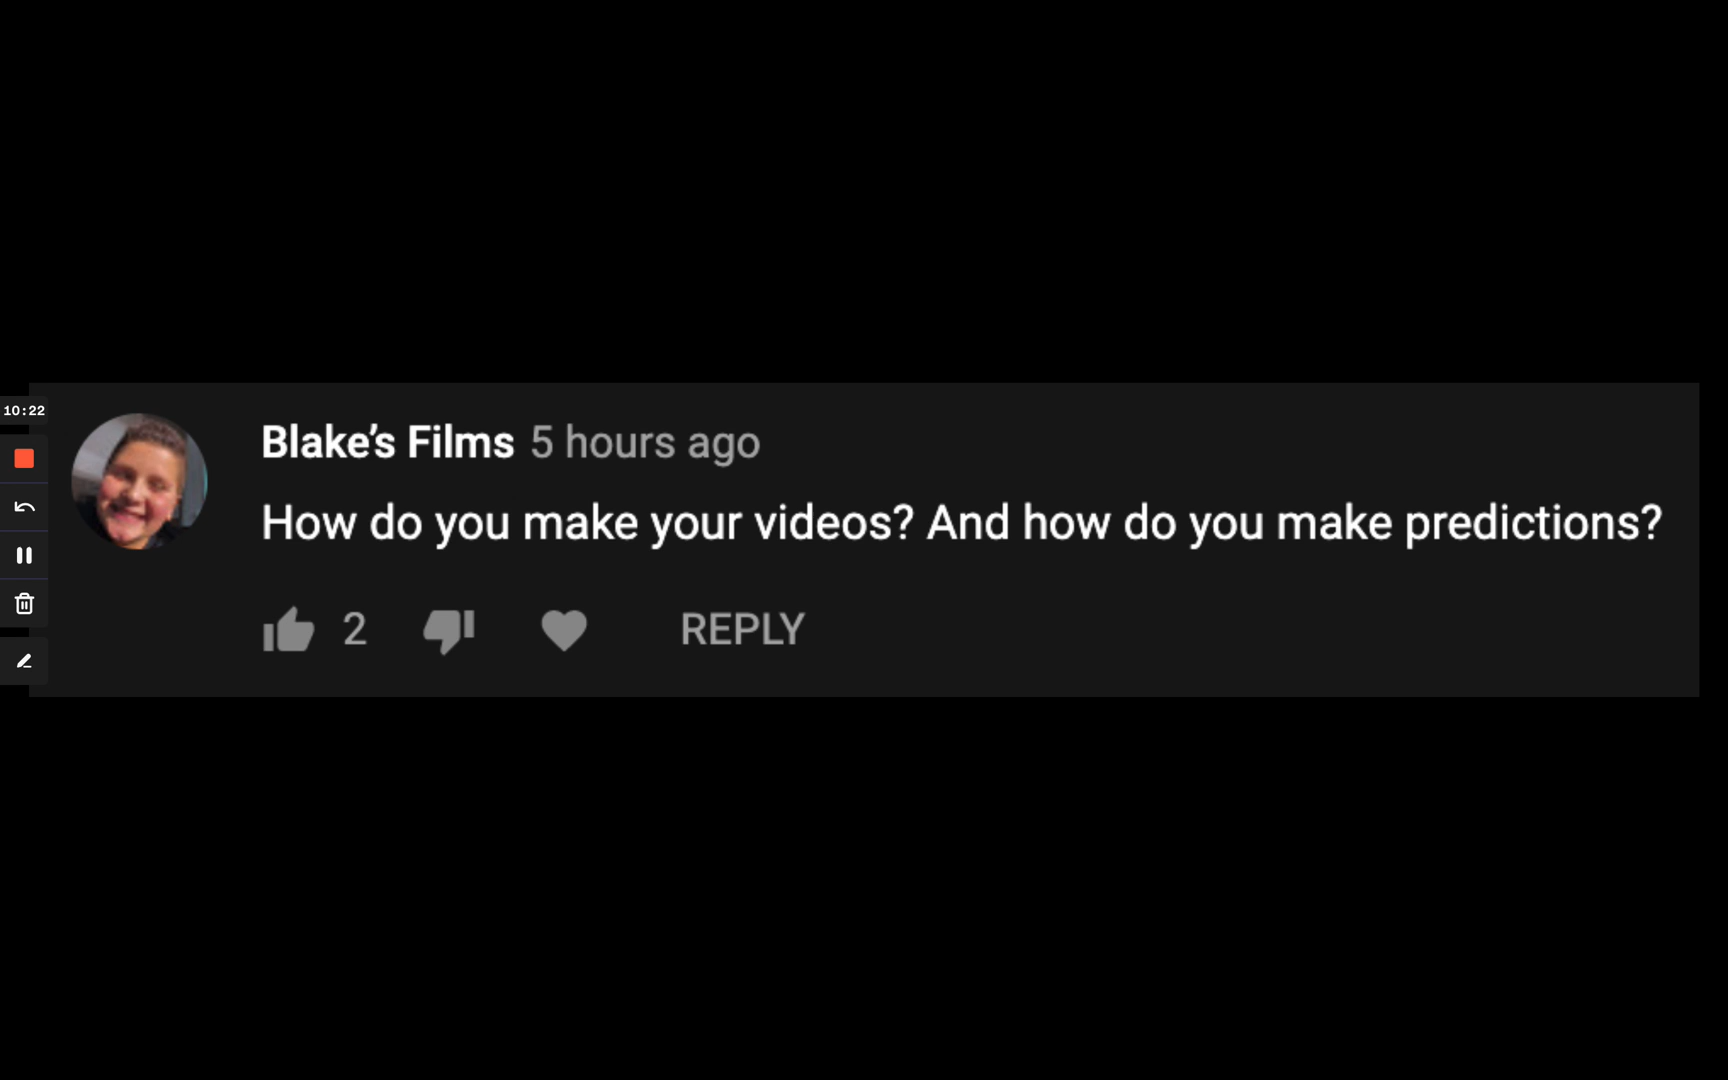 10:22
Blake’s Films 5 hours ago
How do you make your videos? And how do you make predictions?
2 REPLY